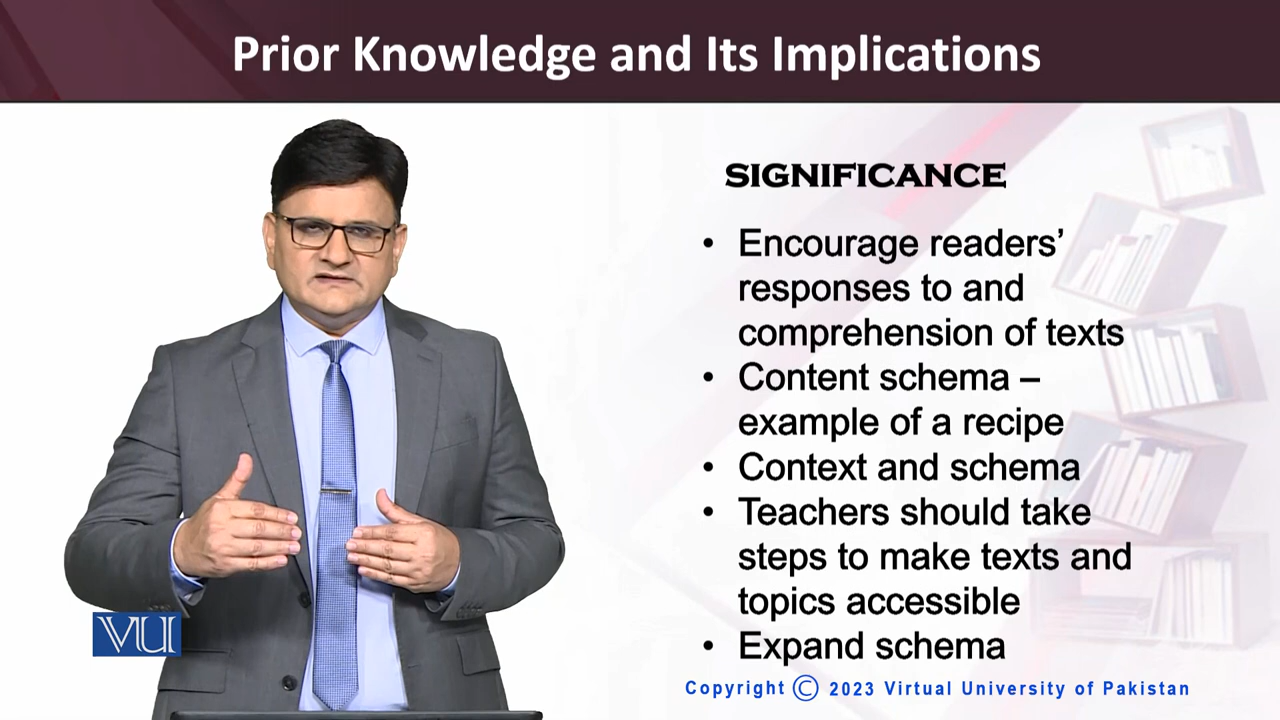 Prior Knowledge and Its Implications
SIGNIFICANCE
• Encourage readers’
responses to and
comprehension of texts
• Content schema –
example of a recipe
• Context and schema
• Teachers should take
steps to make texts and
topics accessible
• Expand schema
VU
Copyright © 2023 Virtual University of Pakistan